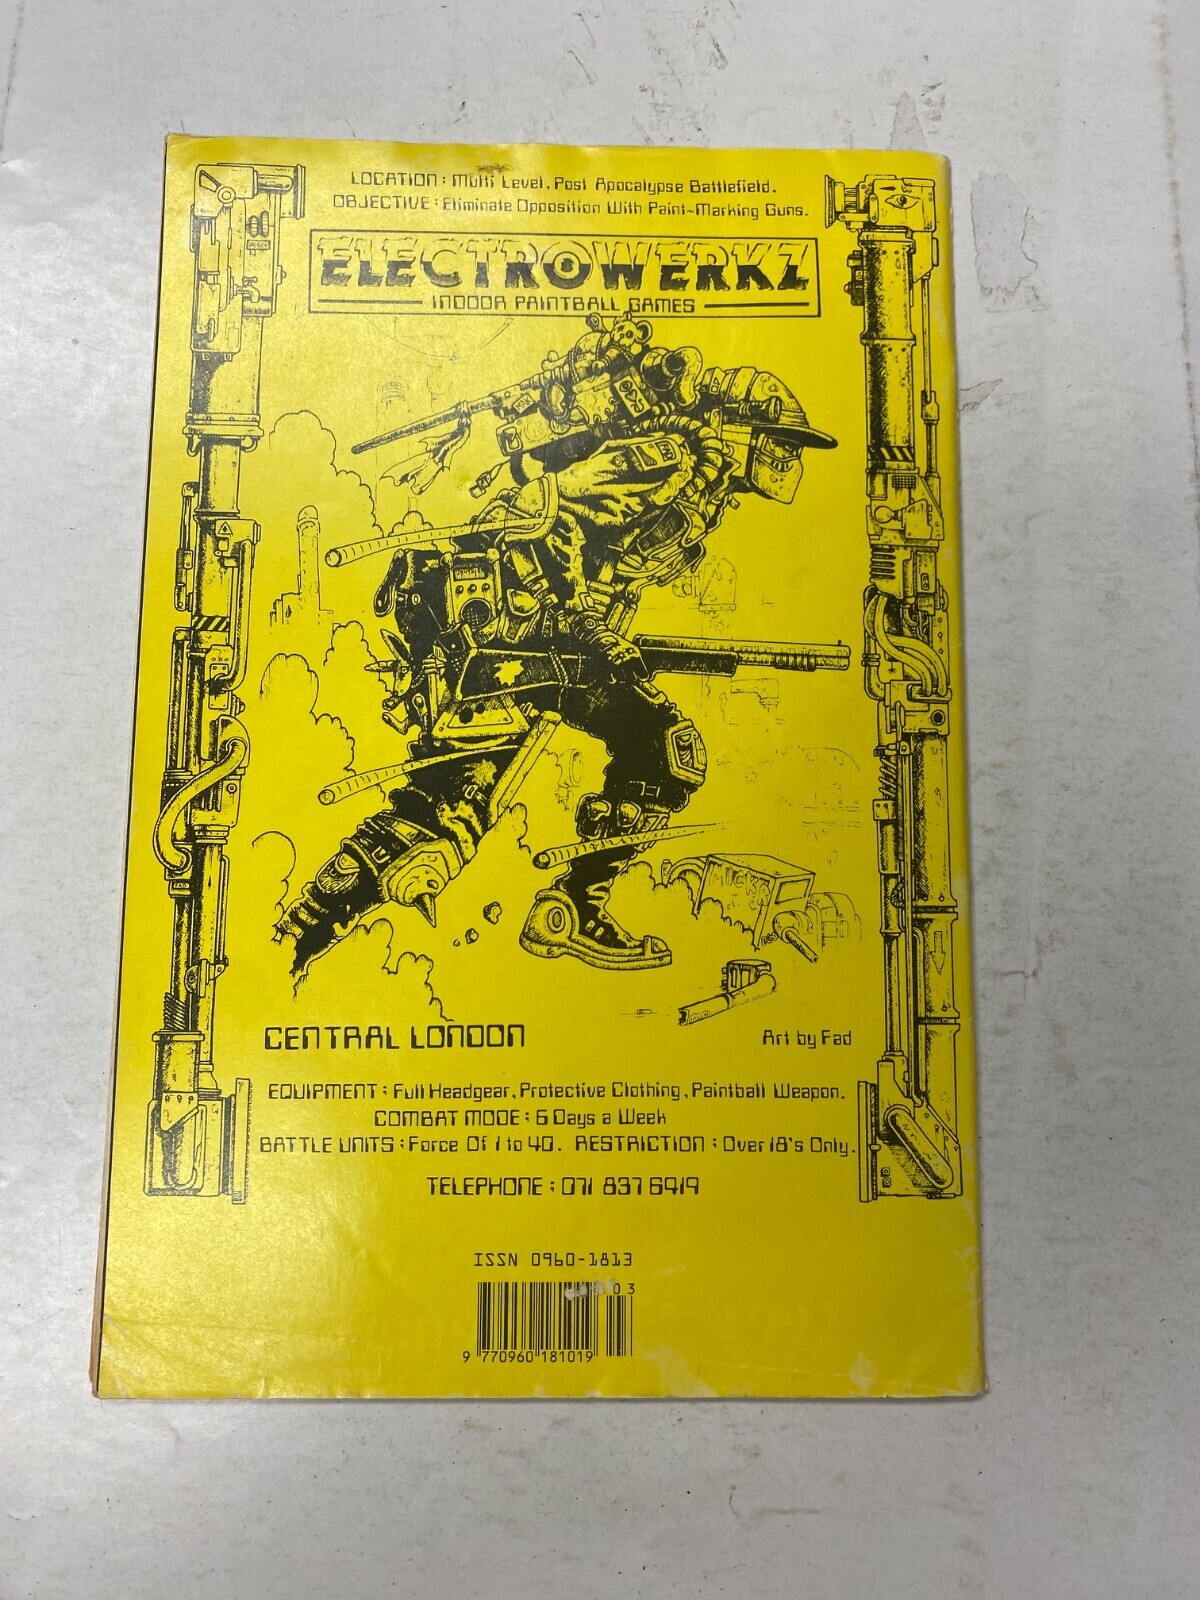 LOCATION : Multi Level, Post Apocalypse Battlefield.
OBJECTIVE : Eliminate Opposition With Paint-Marking Guns.
ELECTROWERKZ
INDOOR PAINTBALL GAMES
CENTRAL LONDON
Art by Fad
EQUIPMENT : Full Headgear, Protective Clothing, Paintball Weapon.
COMBAT MODE : 6 Days a Week
BATTLE UNITS : Force Of 1 to 40. RESTRICTION : Over 18's Only.
TELEPHONE : 071 837 6419
ISSN 0960-1813
03
9 770960 181019